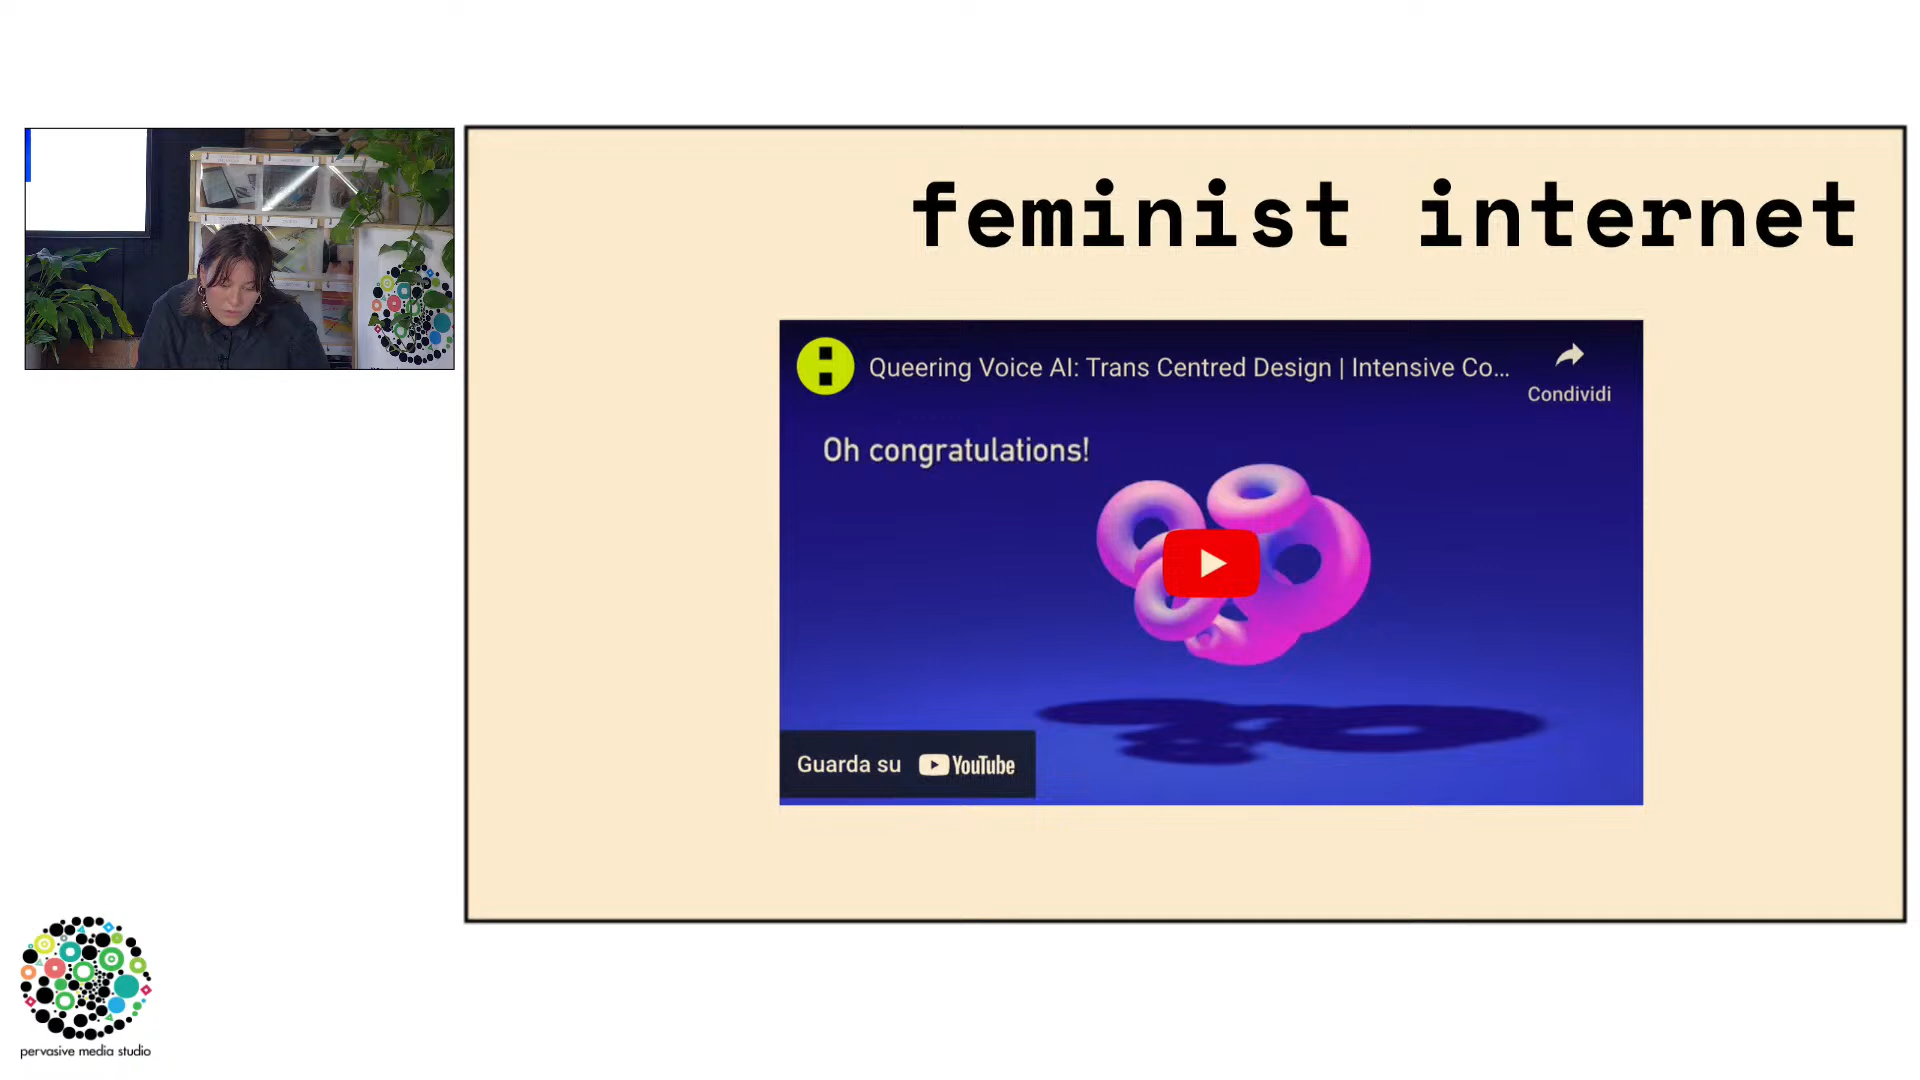 feminist internet
Queering Voice AI: Trans Centred Design | Intensive Co...
Condividi
Oh congratulations!
Guarda su YouTube
pervasive media studio